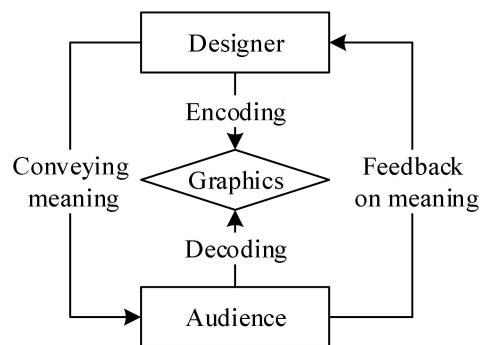 Designer
Encoding
Conveying
meaning
Graphics
Feedback
on meaning
Decoding
Audience